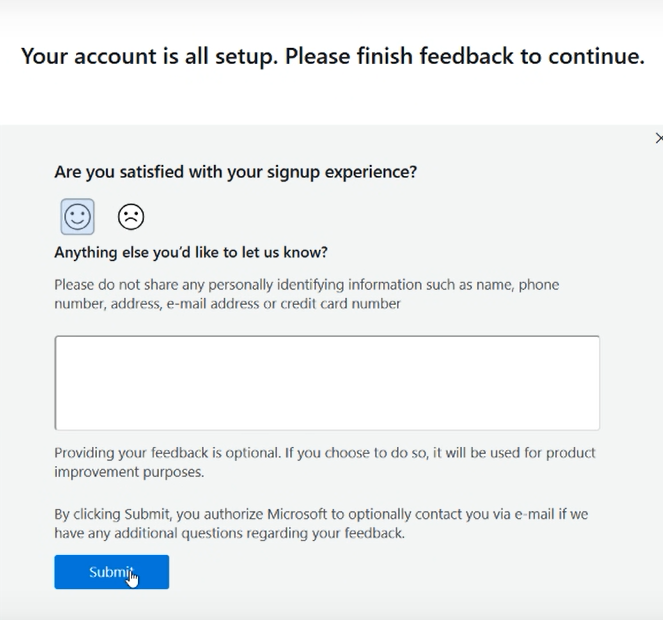 Your account is all setup. Please finish feedback to continue.
Are you satisfied with your signup experience?
Anything else you'd like to let us know?
Please do not share any personally identifying information such as name, phone
number, address, e-mail address or credit card number
Providing your feedback is optional. If you choose to do so, it will be used for product
improvement purposes.
By clicking Submit, you authorize Microsoft to optionally contact you via e-mail if we
have any additional questions regarding your feedback.
Submit